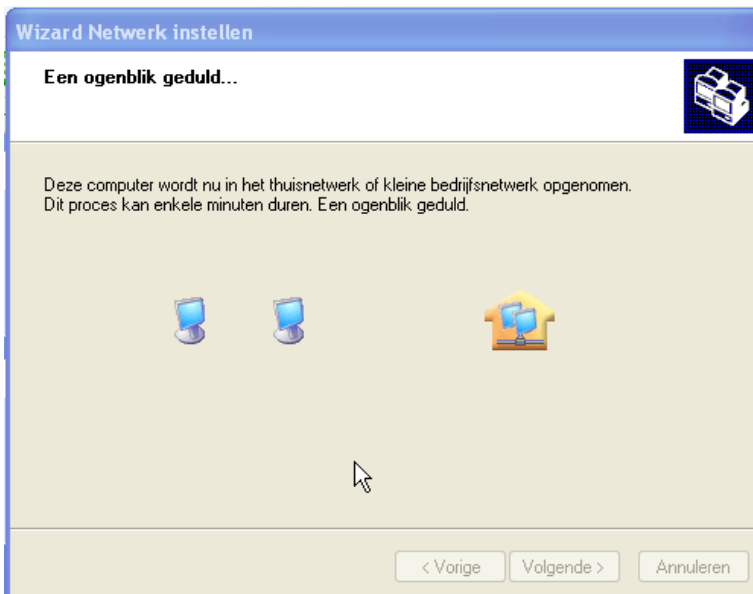 Wizard Netwerk instellen
Een ogenblik geduld...
Deze computer wordt nu in het thuisnetwerk of kleine bedrijfsnetwerk opgenomen.
Dit proces kan enkele minuten duren. Een ogenblik geduld.
< Vorige
Volgende >
Annuleren